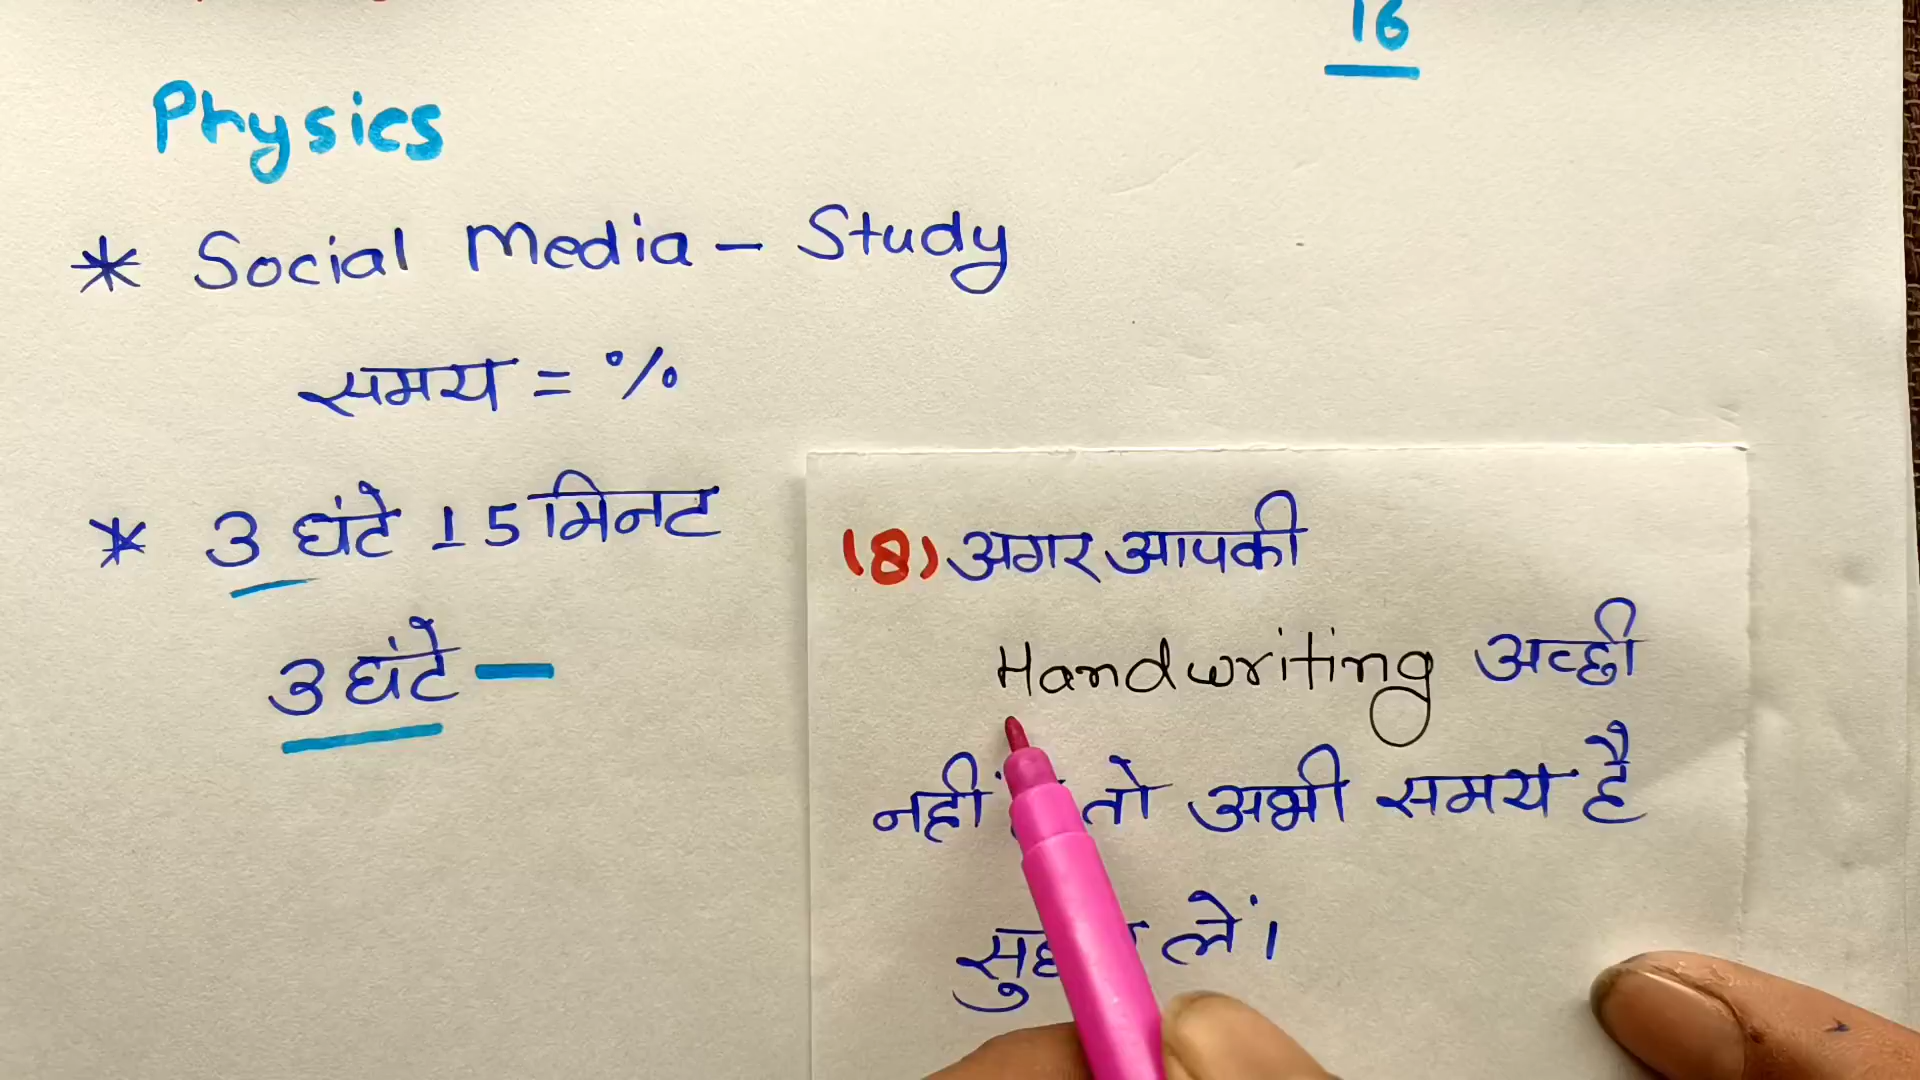 16
Physics
* Social Media - Study
समय = %
* 3 घंटे 15 मिनट
3 घंटे -
(8) अगर आपकी
Handwriting अच्छी
नहीं तो अभी समय है
लें।